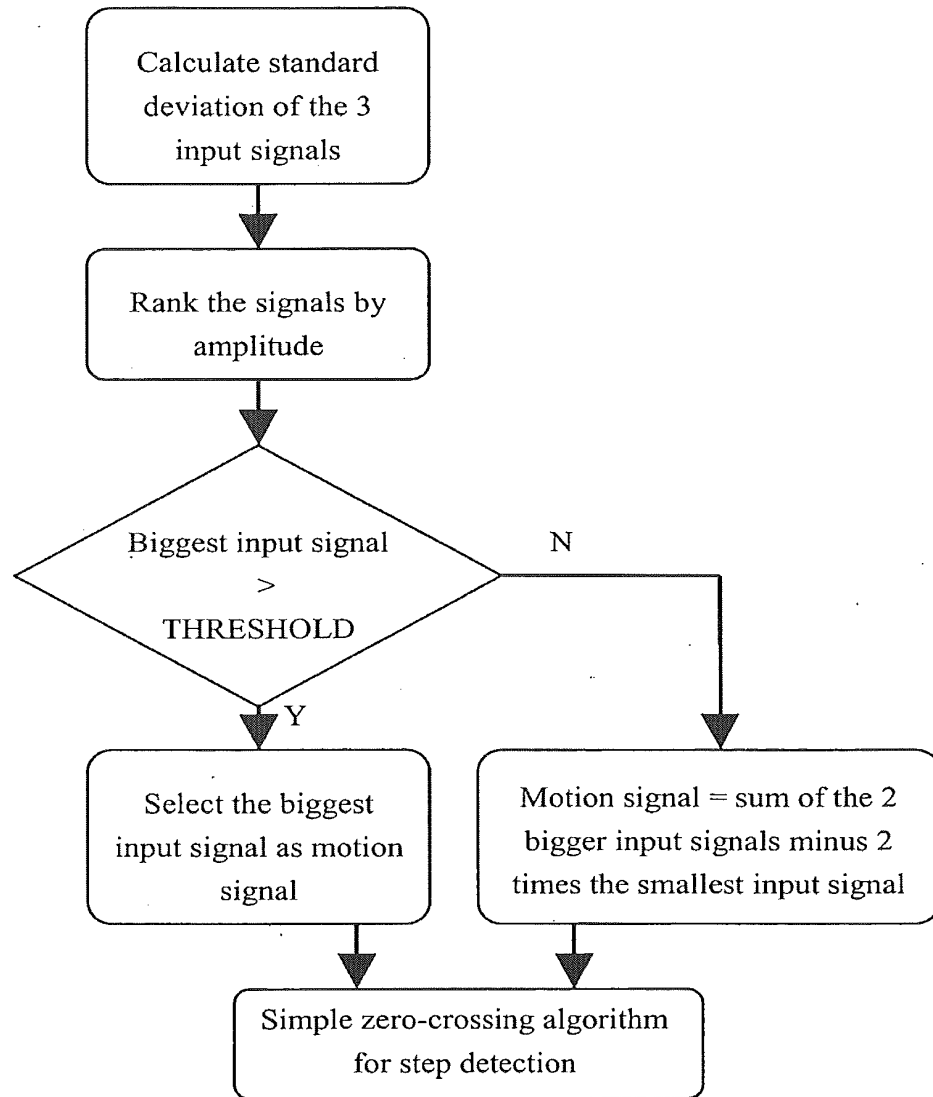 Calculate standard
deviation of the 3
input signals
Rank the signals by
amplitude
Biggest input signal
>
THRESHOLD
N
Y
Select the biggest
input signal as motion
signal
Motion signal = sum of the 2
bigger input signals minus 2
times the smallest input signal
Simple zero-crossing algorithm
for step detection